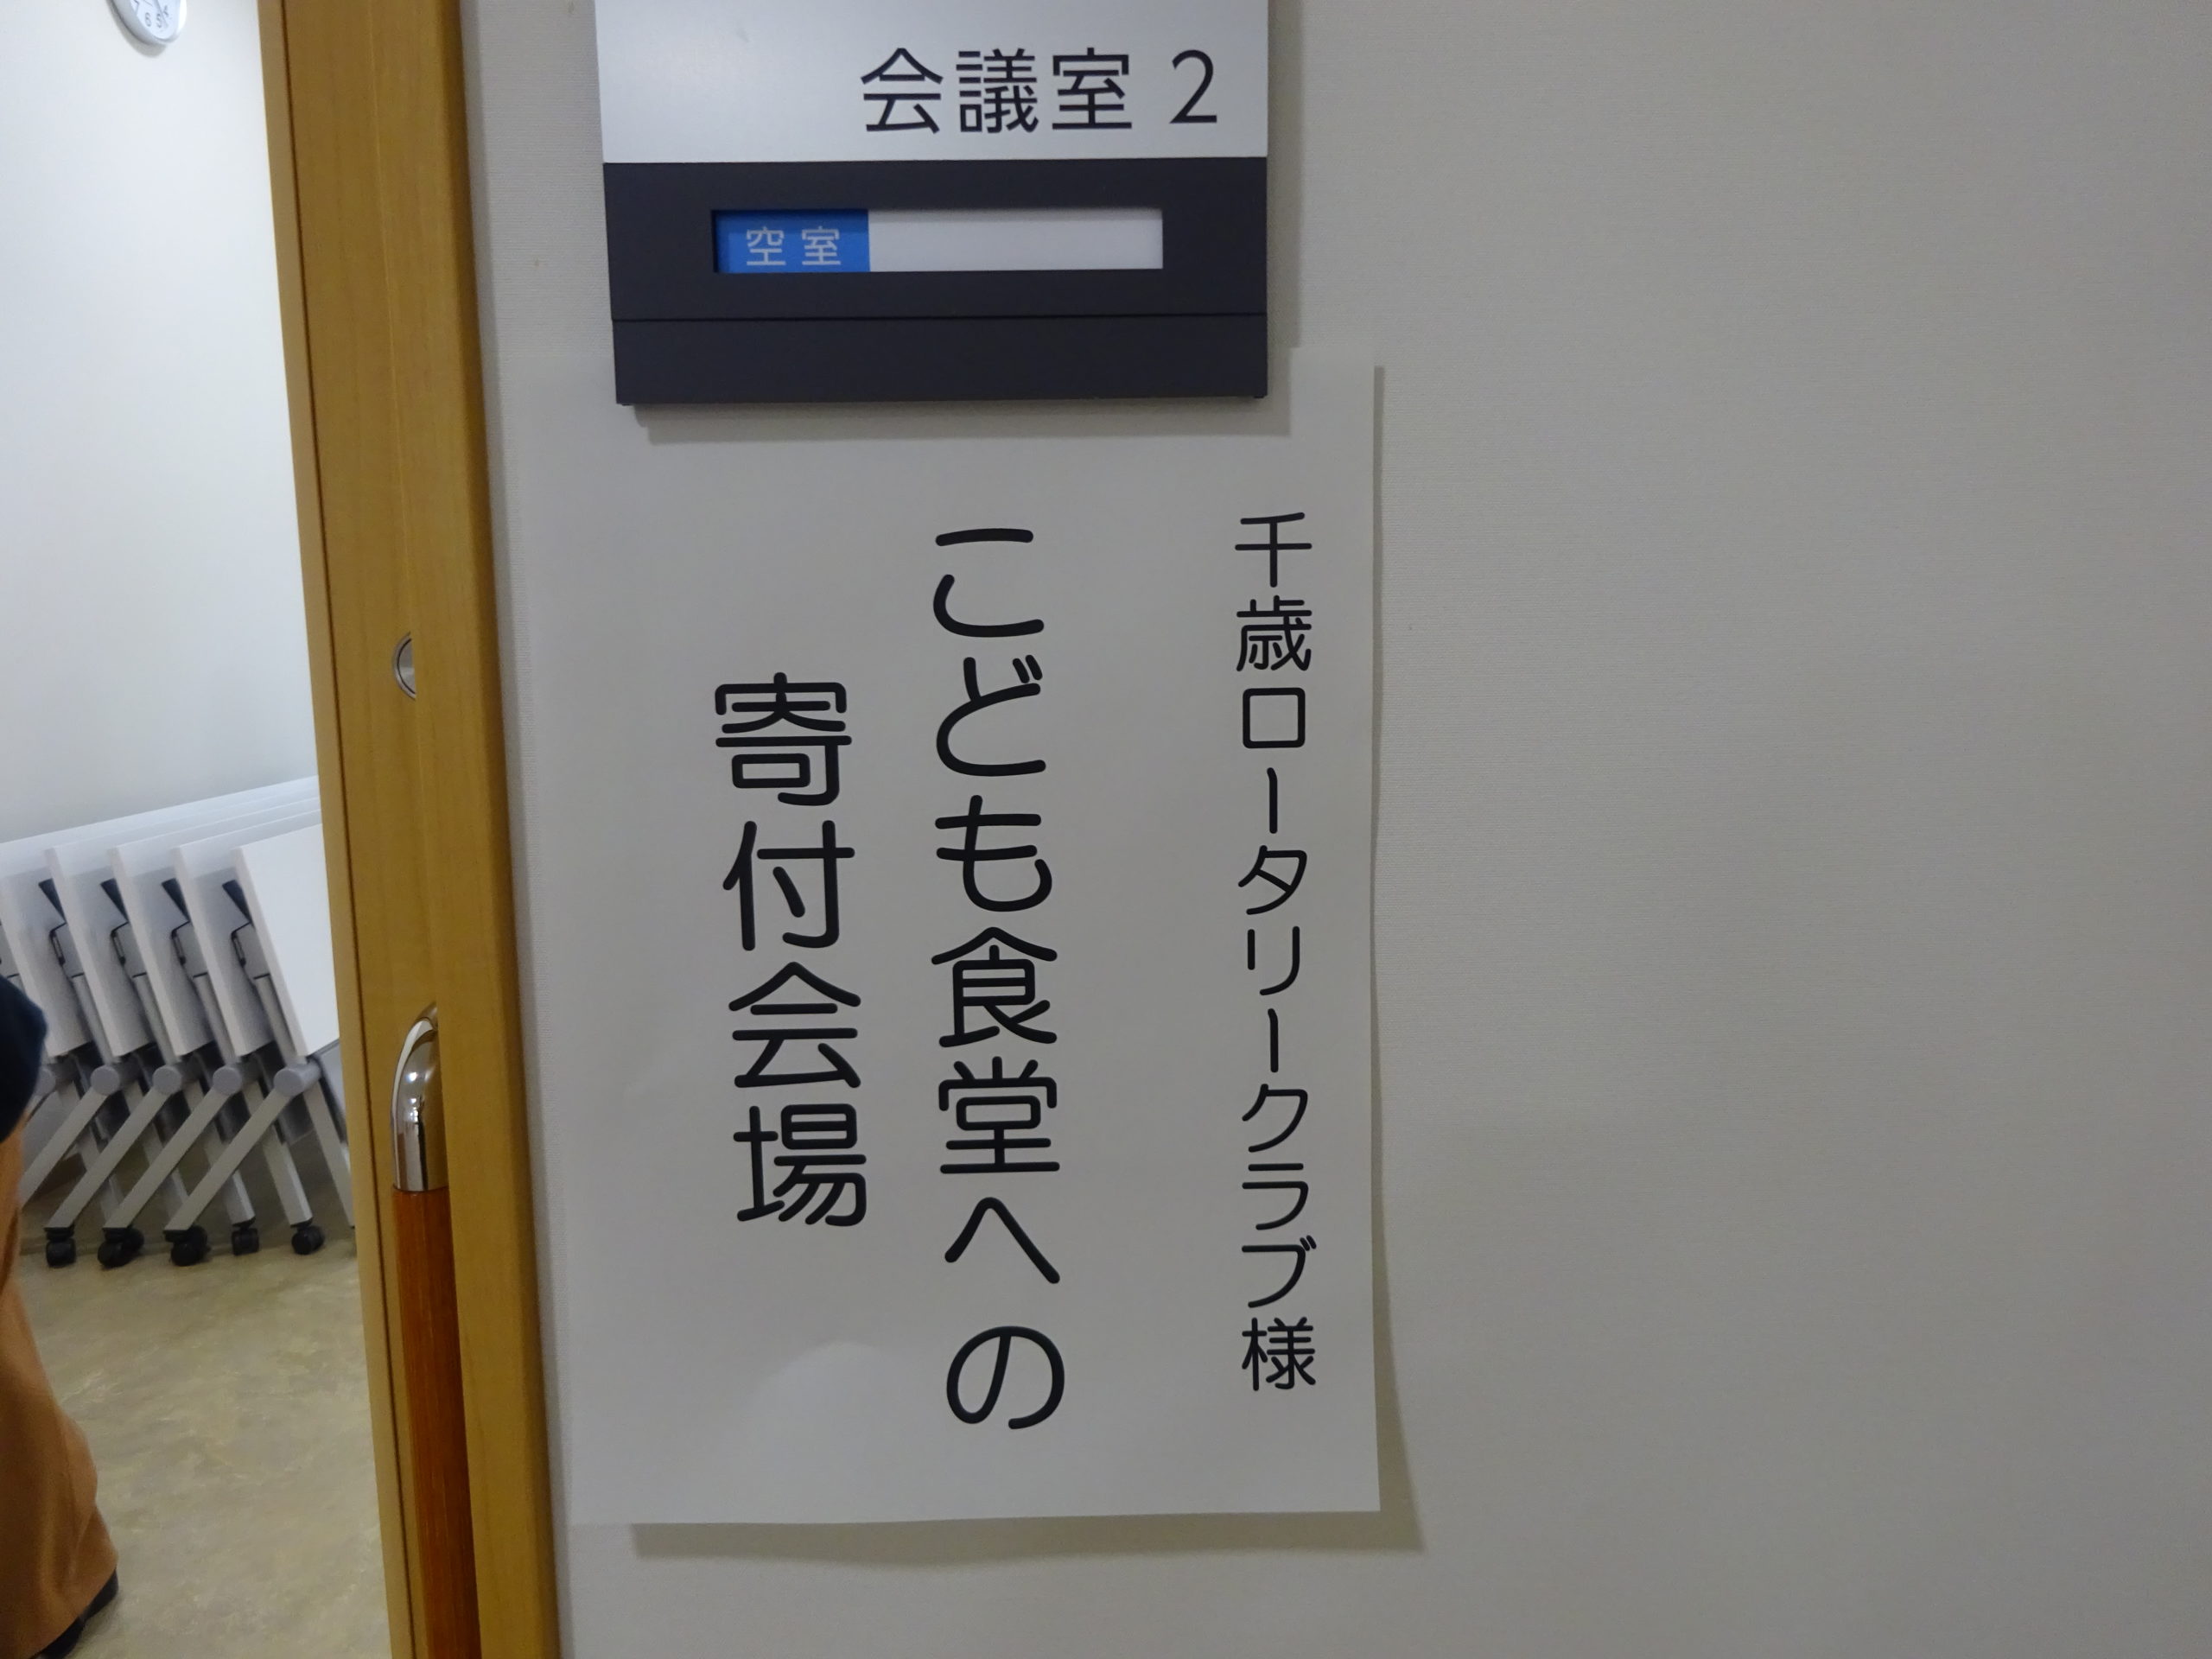 会議室 2
空室
千歳ロータリークラブ様
こども食堂への
寄付会場